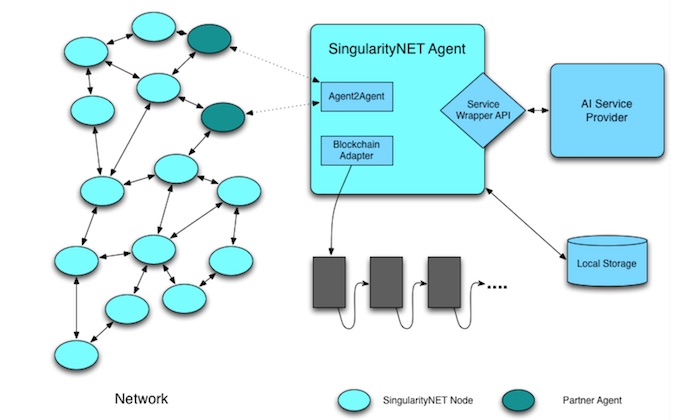 SingularityNET Agent
Agent2Agent
Service
Wrapper API
AI Service
Provider
Blockchain
Adapter
Local Storage
....
Network
SingularityNET Node
Partner Agent